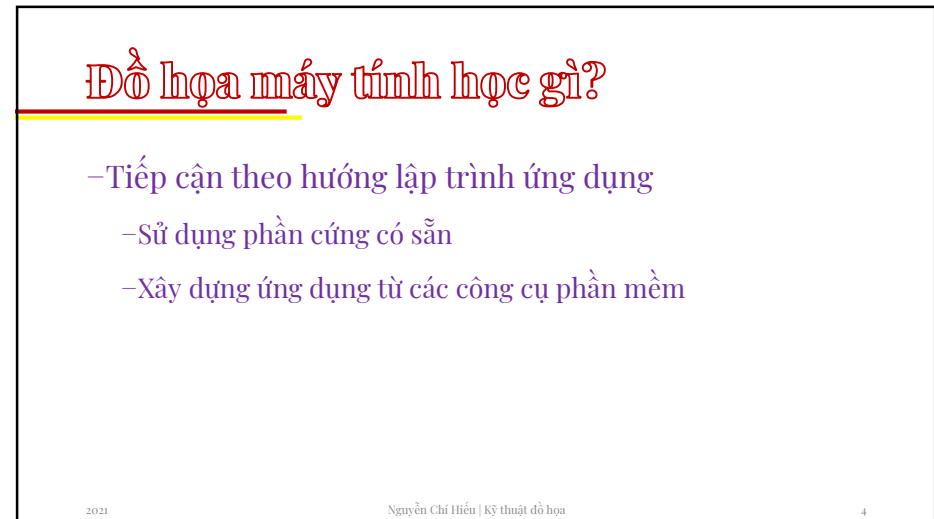 Đồ họa máy tính học gì?
–Tiếp cận theo hướng lập trình ứng dụng
–Sử dụng phần cứng có sẵn
–Xây dựng ứng dụng từ các công cụ phần mềm
2021 Nguyễn Chí Hiếu | Kỹ thuật đồ họa 4